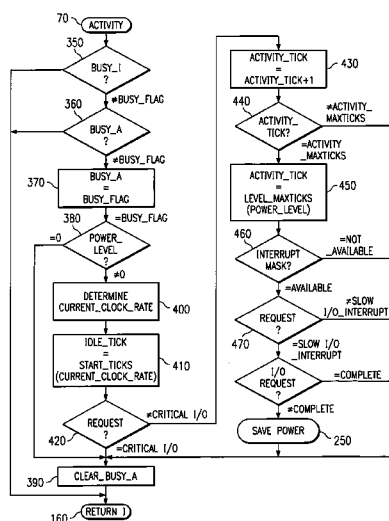 70
ACTIVITY
350
BUSY_I
?
≠BUSY_FLAG
360
BUSY_A
?
≠BUSY_FLAG
370
BUSY_A
=
BUSY_FLAG
380
=BUSY_FLAG
=0
POWER_
LEVEL
?
≠0
DETERMINE
CURRENT_CLOCK_RATE
400
IDLE_TICK
=
START_TICKS
(CURRENT_CLOCK_RATE)
410
REQUEST
?
≠CRITICAL I/O
420
=CRITICAL I/O
390
CLEAR_BUSY_A
160
RETURN I
ACTIVITY_TICK
=
ACTIVITY_TICK+1
430
440
ACTIVITY_
TICK?
≠ACTIVITY_
MAXTICKS
=ACTIVITY
_MAXTICKS
ACTIVITY_TICK
=
LEVEL_MAXTICKS
(POWER_LEVEL)
450
460
INTERRUPT
MASK?
=NOT
_AVAILABLE
=AVAILABLE
REQUEST
?
≠SLOW
I/O_INTERRUPT
470
=SLOW I/O
_INTERRUPT
I/O
REQUEST
?
=COMPLETE
≠COMPLETE
SAVE POWER
250